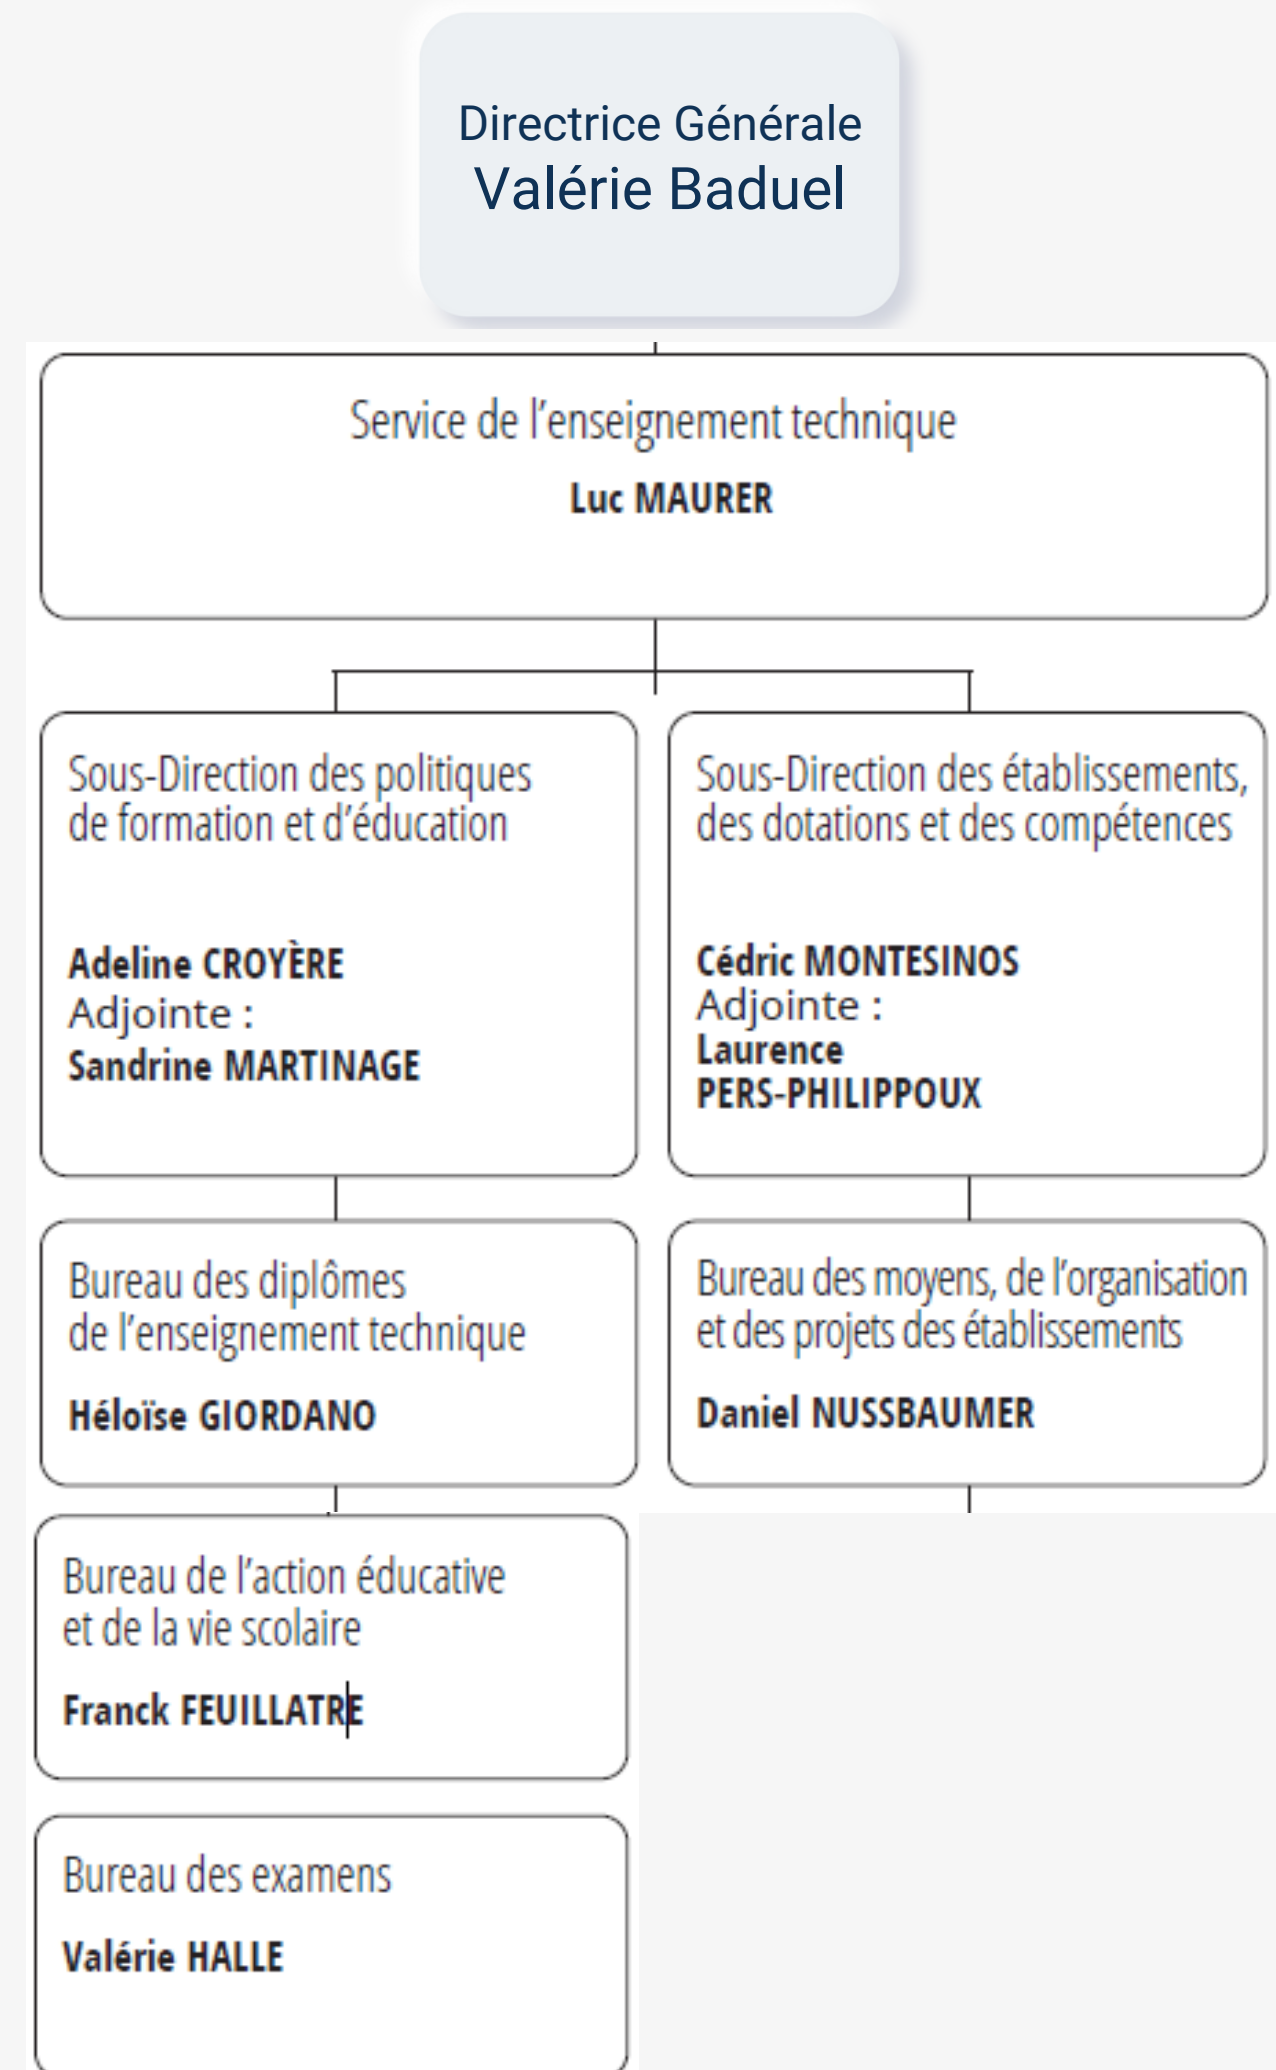 Directrice Générale
Valérie Baduel
Service de l'enseignement technique
Luc MAURER
Sous-Direction des politiques
de formation et d'éducation
Adeline CROYÈRE
Adjointe :
Sandrine MARTINAGE
Sous-Direction des établissements,
des dotations et des compétences
Cédric MONTESINOS
Adjointe :
Laurence
PERS-PHILIPPOUX
Bureau des diplômes
de l'enseignement technique
Héloïse GIORDANO
Bureau des moyens, de l'organisation
et des projets des établissements
Daniel NUSSBAUMER
Bureau de l'action éducative
et de la vie scolaire
Franck FEUILLATRE
Bureau des examens
Valérie HALLE